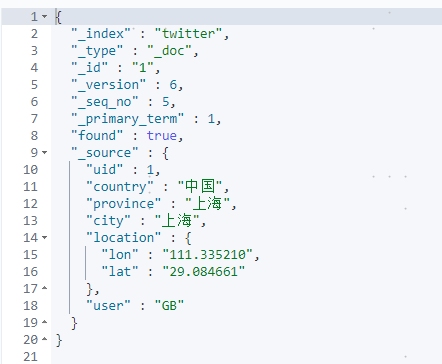 1 {
2 "_index" : "twitter",
3 "_type" : "_doc",
4 "_id" : "1",
5 "_version" : 6,
6 "_seq_no" : 5,
7 "_primary_term" : 1,
8 "found" : true,
9 "_source" : {
10 "uid" : 1,
11 "country" : "中国",
12 "province" : "上海",
13 "city" : "上海",
14 "location" : {
15 "lon" : "111.335210",
16 "lat" : "29.084661"
17 },
18 "user" : "GB"
19 }
20 }
21